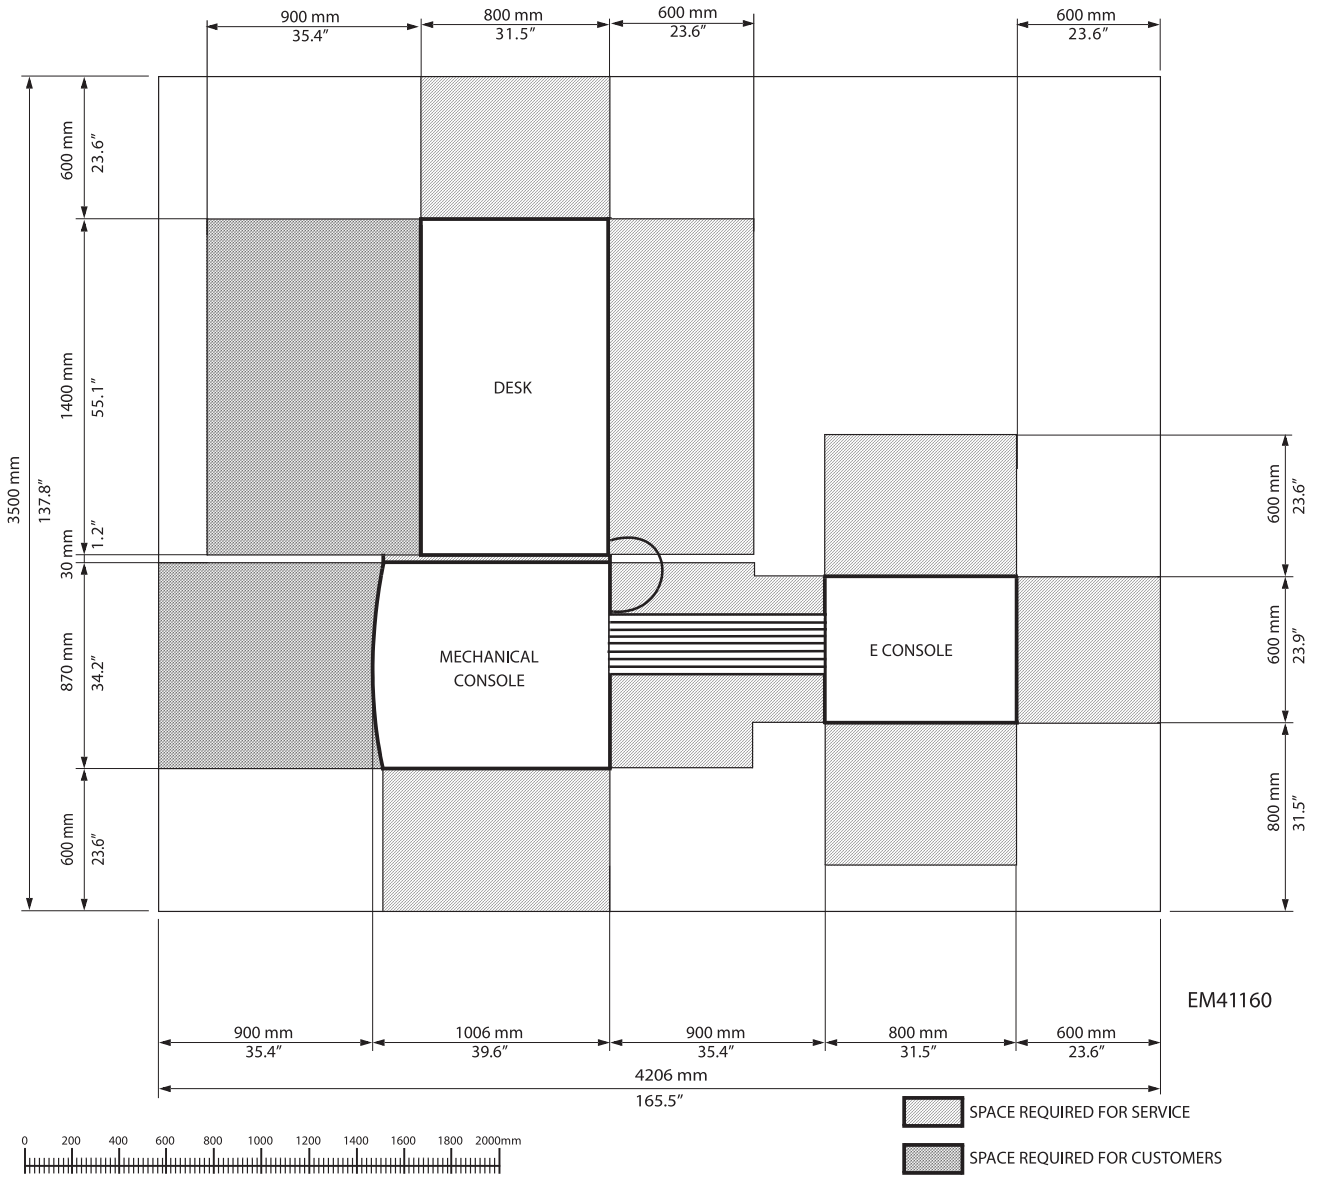 900 mm
35.4"
800 mm
31.5"
600 mm
23.6"
600 mm
23.6"
600 mm
23.6"
1400 mm
55.1"
3500 mm
137.8"
30 mm
1.2"
870 mm
34.2"
600 mm
23.6"
DESK
MECHANICAL
CONSOLE
E CONSOLE
600 mm
23.6"
600 mm
23.9"
800 mm
31.5"
EM41160
900 mm
35.4"
1006 mm
39.6"
900 mm
35.4"
800 mm
31.5"
600 mm
23.6"
4206 mm
165.5"
SPACE REQUIRED FOR SERVICE
SPACE REQUIRED FOR CUSTOMERS
0 200 400 600 800 1000 1200 1400 1600 1800 2000mm